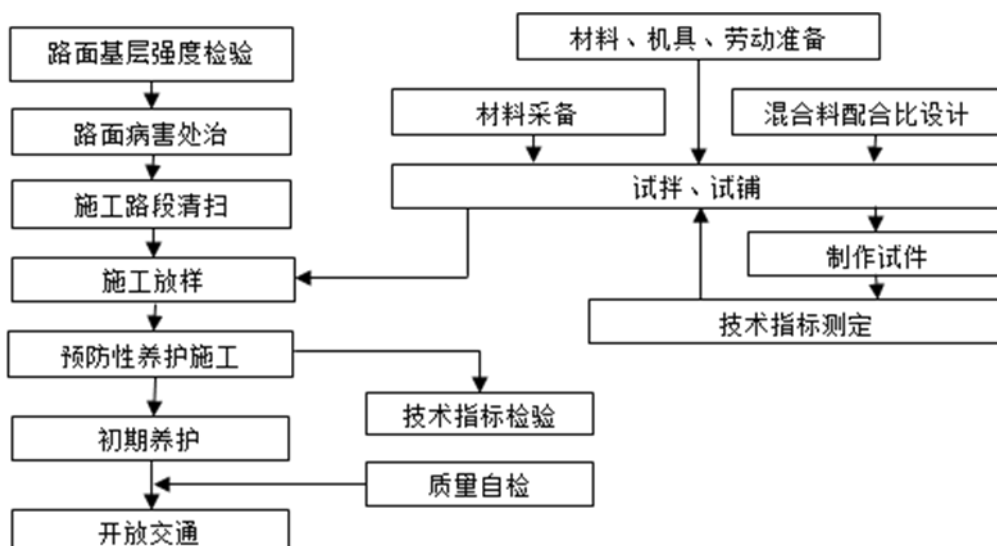 路面基层强度检验
材料、机具、劳动准备
路面病害处治
材料采备
混合料配合比设计
施工路段清扫
试拌、试铺
施工放样
制作试件
技术指标测定
预防性养护施工
初期养护
技术指标检验
质量自检
开放交通